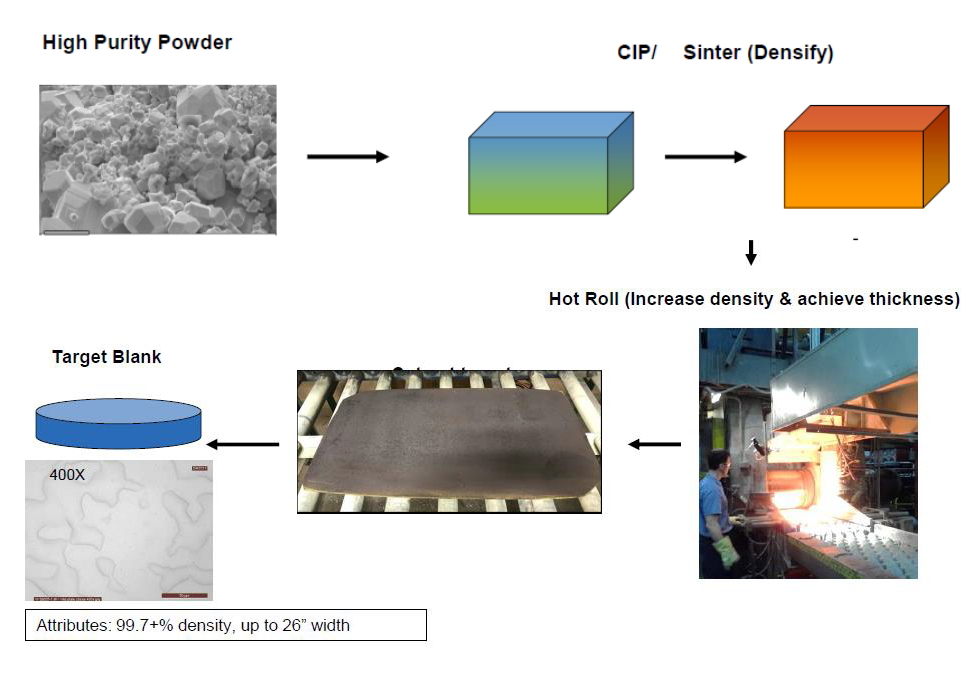 High Purity Powder
CIP/ Sinter (Densify)
Hot Roll (Increase density & achieve thickness)
Target Blank
400X
Attributes: 99.7+% density, up to 26” width